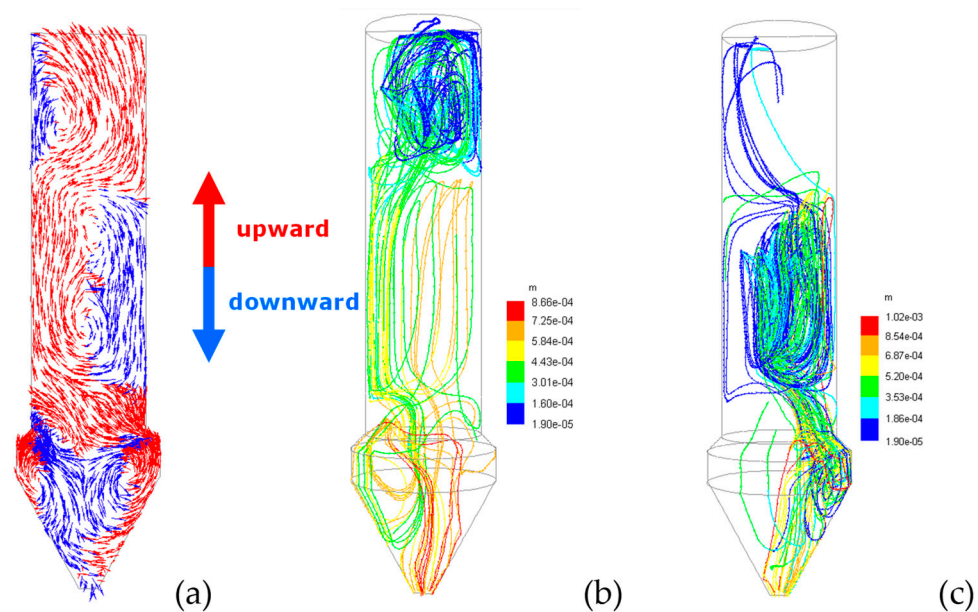 upward
downward
m
8.66e-04
7.25e-04
5.84e-04
4.43e-04
3.01e-04
1.60e-04
1.90e-05
m
1.02e-03
8.54e-04
6.87e-04
5.20e-04
3.53e-04
1.86e-04
1.90e-05
(a)
(b)
(c)